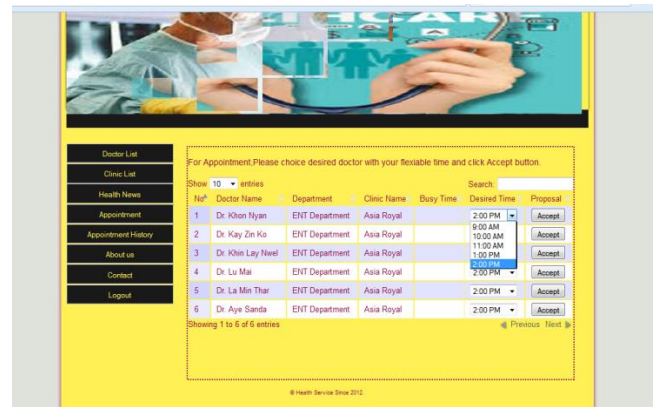 HEALTHCARE
Doctor List
Clinic List
Health News
Appointment
Appointment History
About us
Contact
Logout
For Appointment,Please choice desired doctor with your flexiable time and click Accept button.
Show 10 entries Search:
No Doctor Name Department Clinic Name Busy Time Desired Time Proposal
1 Dr. Khon Nyan ENT Department Asia Royal 2:00 PM Accept
9:00 AM
10:00 AM
11:00 AM
1:00 PM
2:00 PM
2 Dr. Kay Zin Ko ENT Department Asia Royal Accept
3 Dr. Khin Lay Nwel ENT Department Asia Royal Accept
4 Dr. Lu Mai ENT Department Asia Royal 2:00 PM Accept
5 Dr. La Min Thar ENT Department Asia Royal 2:00 PM Accept
6 Dr. Aye Sanda ENT Department Asia Royal 2:00 PM Accept
Showing 1 to 6 of 6 entries Previous Next
© Health Service Since 2012.